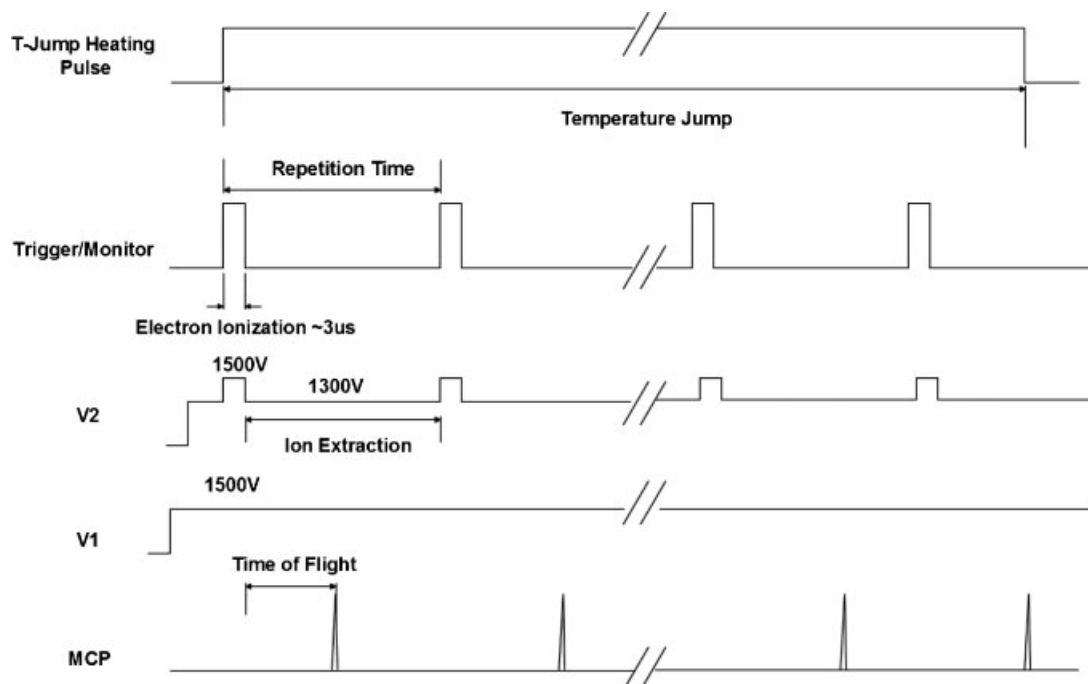 T-Jump Heating
Pulse
Temperature Jump
Repetition Time
Trigger/Monitor
Electron Ionization ~3us
1500V
1300V
V2
Ion Extraction
1500V
V1
Time of Flight
MCP